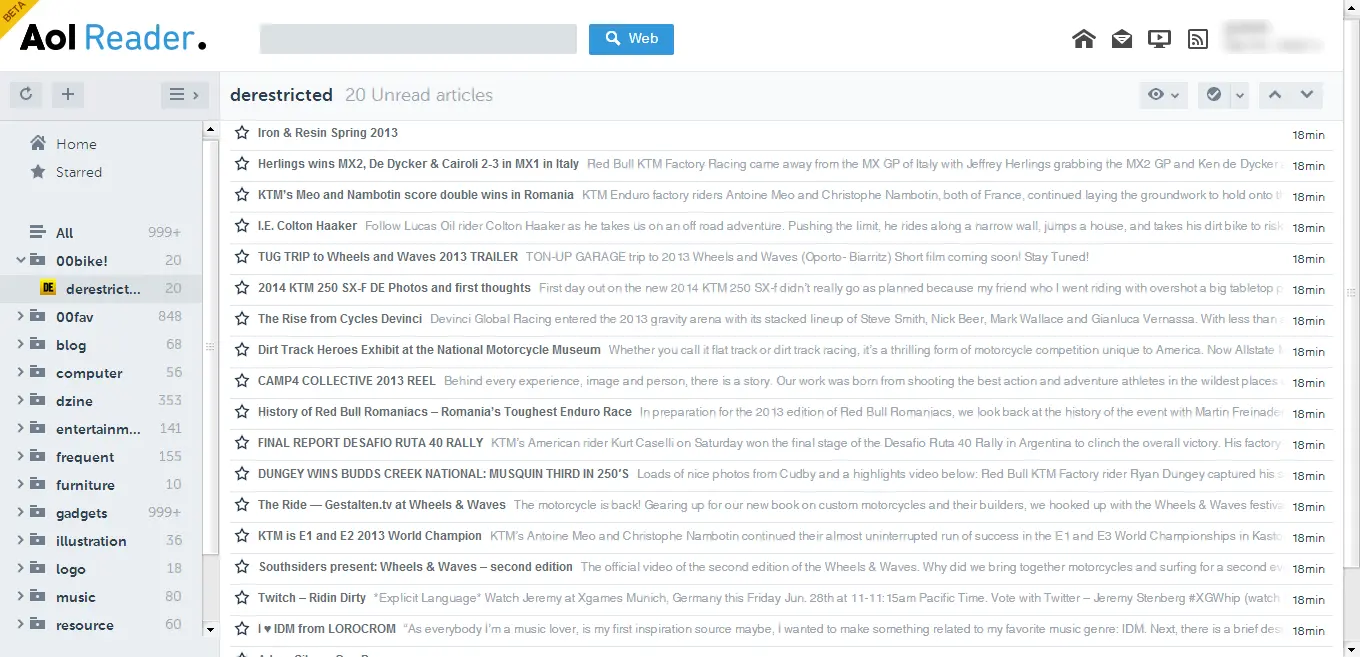 BETA
Aol Reader.
Web
derestricted 20 Unread articles
Home
Starred
All 999+
00bike! 20
DE derestrict... 20
00fav 848
blog 68
computer 56
dzine 353
entertainm... 141
frequent 155
furniture 10
gadgets 999+
illustration 36
logo 18
music 80
resource 60
Iron & Resin Spring 2013 18min
Herlings wins MX2, De Dycker & Cairoli 2-3 in MX1 in Italy Red Bull KTM Factory Racing came away from the MX GP of Italy with Jeffrey Herlings grabbing the MX2 GP and Ken de Dycker 18min
KTM's Meo and Nambotin score double wins in Romania KTM Enduro factory riders Antoine Meo and Christophe Nambotin, both of France, continued laying the groundwork to hold onto 18min
I.E. Colton Haaker Follow Lucas Oil rider Colton Haaker as he takes us on an off road adventure. Pushing the limit, he rides along a narrow wall, jumps a house, and takes his dirt bike to risk 18min
TUG TRIP to Wheels and Waves 2013 TRAILER TON-UP GARAGE trip to 2013 Wheels and Waves (Oporto- Biarritz) Short film coming soon! Stay Tuned! 18min
2014 KTM 250 SX-F DE Photos and first thoughts First day out on the new 2014 KTM 250 SX-f didn't really go as planned because my friend who I went riding with overshot a big tabletop 18min
The Rise from Cycles Devinci Devinci Global Racing entered the 2013 gravity arena with its stacked lineup of Steve Smith, Nick Beer, Mark Wallace and Gianluca Vernassa. With less than 18min
Dirt Track Heroes Exhibit at the National Motorcycle Museum Whether you call it flat track or dirt track racing, it's a thrilling form of motorcycle competition unique to America. Now Allstate 18min
CAMP4 COLLECTIVE 2013 REEL Behind every experience, image and person, there is a story. Our work was born from shooting the best action and adventure athletes in the wildest places 18min
History of Red Bull Romaniacs – Romania's Toughest Enduro Race In preparation for the 2013 edition of Red Bull Romaniacs, we look back at the history of the event with Martin Freinade 18min
FINAL REPORT DESAFIO RUTA 40 RALLY KTM's American rider Kurt Caselli on Saturday won the final stage of the Desafio Ruta 40 Rally in Argentina to clinch the overall victory. His factory 18min
DUNGEY WINS BUDDS CREEK NATIONAL: MUSQUIN THIRD IN 250'S Loads of nice photos from Cudby and a highlights video below: Red Bull KTM Factory rider Ryan Dungey captured his 18min
The Ride — Gestalten.tv at Wheels & Waves The motorcycle is back! Gearing up for our new book on custom motorcycles and their builders, we hooked up with the Wheels & Waves festiva 18min
KTM is E1 and E2 2013 World Champion KTM's Antoine Meo and Christophe Nambotin continued their almost uninterrupted run of success in the E1 and E3 World Championships in Kasto 18min
Southsiders present: Wheels & Waves – second edition The official video of the second edition of the Wheels & Waves. Why did we bring together motorcycles and surfing for a second ev 18min
Twitch – Ridin Dirty *Explicit Language* Watch Jeremy at Xgames Munich, Germany this Friday Jun. 28th at 11-11:15am Pacific Time. Vote with Twitter – Jeremy Stenberg #XGWhip (watch 18min
I ♥ IDM from LOROCROM "As everybody I'm a music lover, is my first inspiration source maybe, I wanted to make something related to my favorite music genre: IDM. Next, there is a brief des 18min